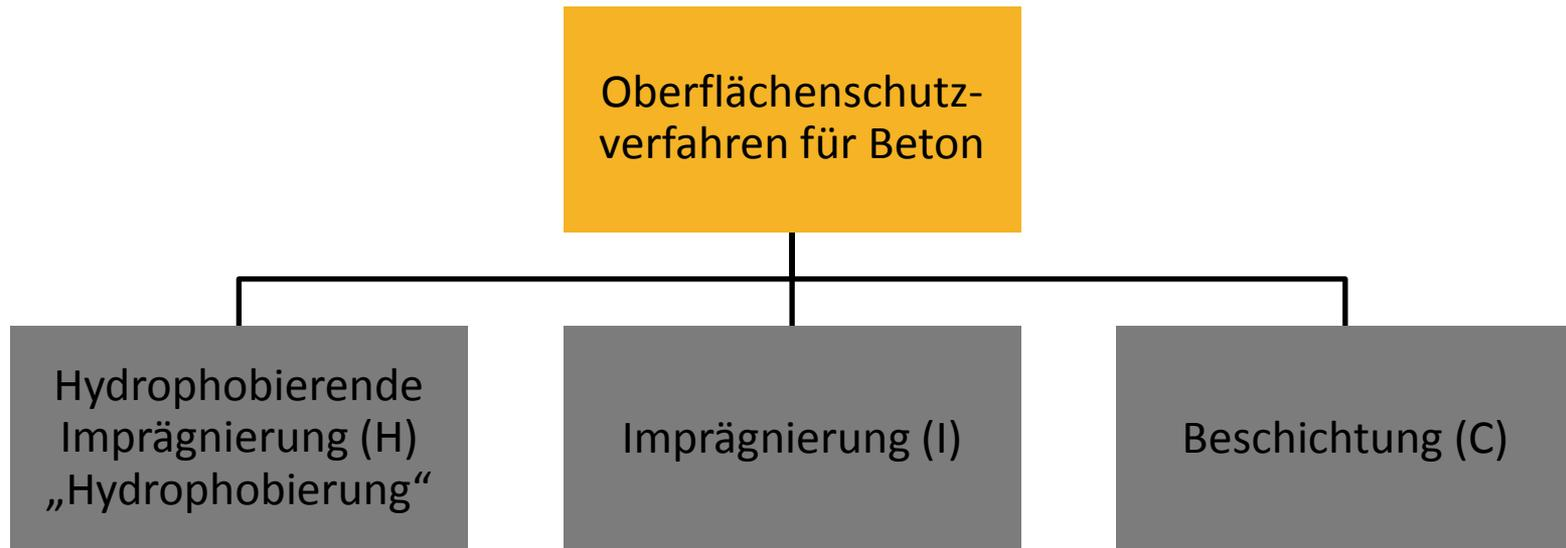 Oberflächenschutz-
verfahren für Beton
Hydrophobierende
Imprägnierung (H)
„Hydrophobierung“
Imprägnierung (I)
Beschichtung (C)